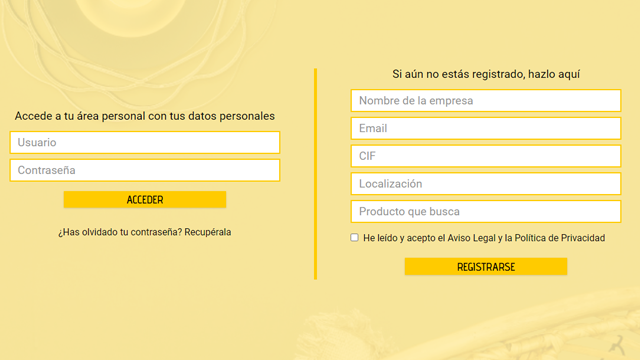 Accede a tu área personal con tus datos personales
Usuario
Contraseña
ACCEDER
¿Has olvidado tu contraseña? Recupérala
Si aún no estás registrado, hazlo aquí
Nombre de la empresa
Email
CIF
Localización
Producto que busca
He leído y acepto el Aviso Legal y la Política de Privacidad
REGISTRARSE